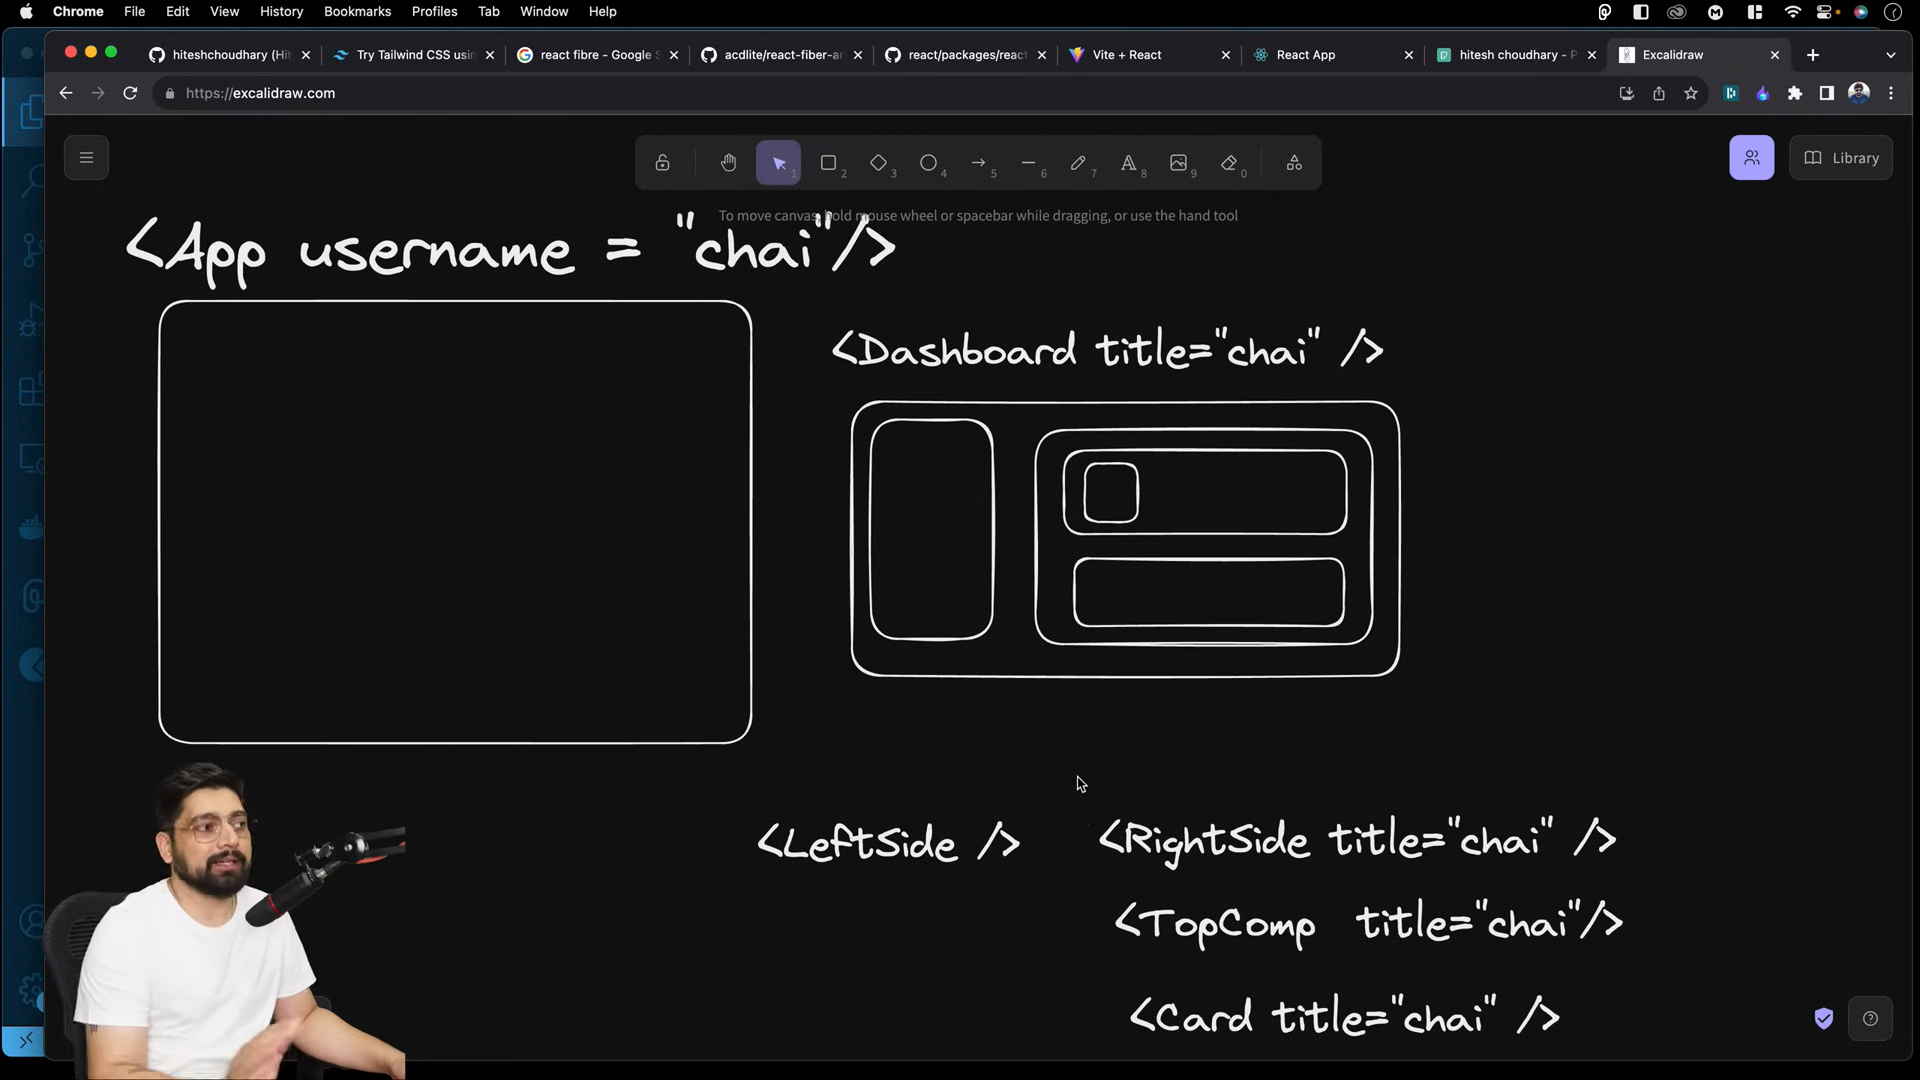 Chrome File Edit View History Bookmarks Profiles Tab Window Help
hiteshchoudhary (Hit Try Tailwind CSS usin react fibre - Google S acdlite/react-fiber-ar react/packages/react Vite + React React App hitesh choudhary - P Excalidraw
https://excalidraw.com
1 2 3 4 5 6 7 8 9 0
Library
To move canvas, hold mouse wheel or spacebar while dragging, or use the hand tool
<App username = "chai"/>
<Dashboard title="chai" />
<LeftSide />
<RightSide title="chai" />
<TopComp title="chai"/>
<Card title="chai" />